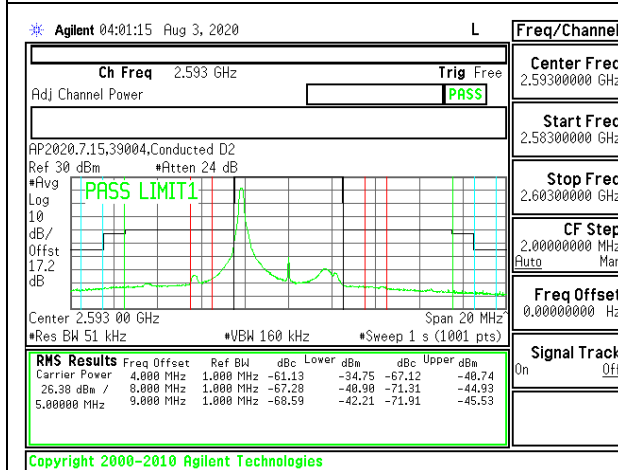 Agilent 04:01:15 Aug 3, 2020 L
Freq/Channel
Ch Freq 2.593 GHz Trig Free
Adj Channel Power PASS
Center Freq
2.59300000 GHz
Start Freq
2.58300000 GHz
Stop Freq
2.60300000 GHz
CF Step
2.00000000 MHz
Auto Man
Freq Offset
0.00000000 Hz
Signal Track
On Off
AP2020.7.15,39004,Conducted D2
Ref 30 dBm #Atten 24 dB
#Avg
Log
10
dB/
Offst
17.2
dB
PASS LIMIT1
Center 2.593 00 GHz Span 20 MHz
#Res BW 51 kHz #VBW 160 kHz #Sweep 1 s (1001 pts)
RMS Results Freq Offset Ref BW dBc Lower dBm dBc Upper dBm
Carrier Power 4.000 MHz 1.000 MHz -61.13 -34.75 -67.12 -40.74
26.38 dBm / 8.000 MHz 1.000 MHz -67.28 -40.90 -71.31 -44.93
5.00000 MHz 9.000 MHz 1.000 MHz -68.59 -42.21 -71.91 -45.53
Copyright 2000-2010 Agilent Technologies